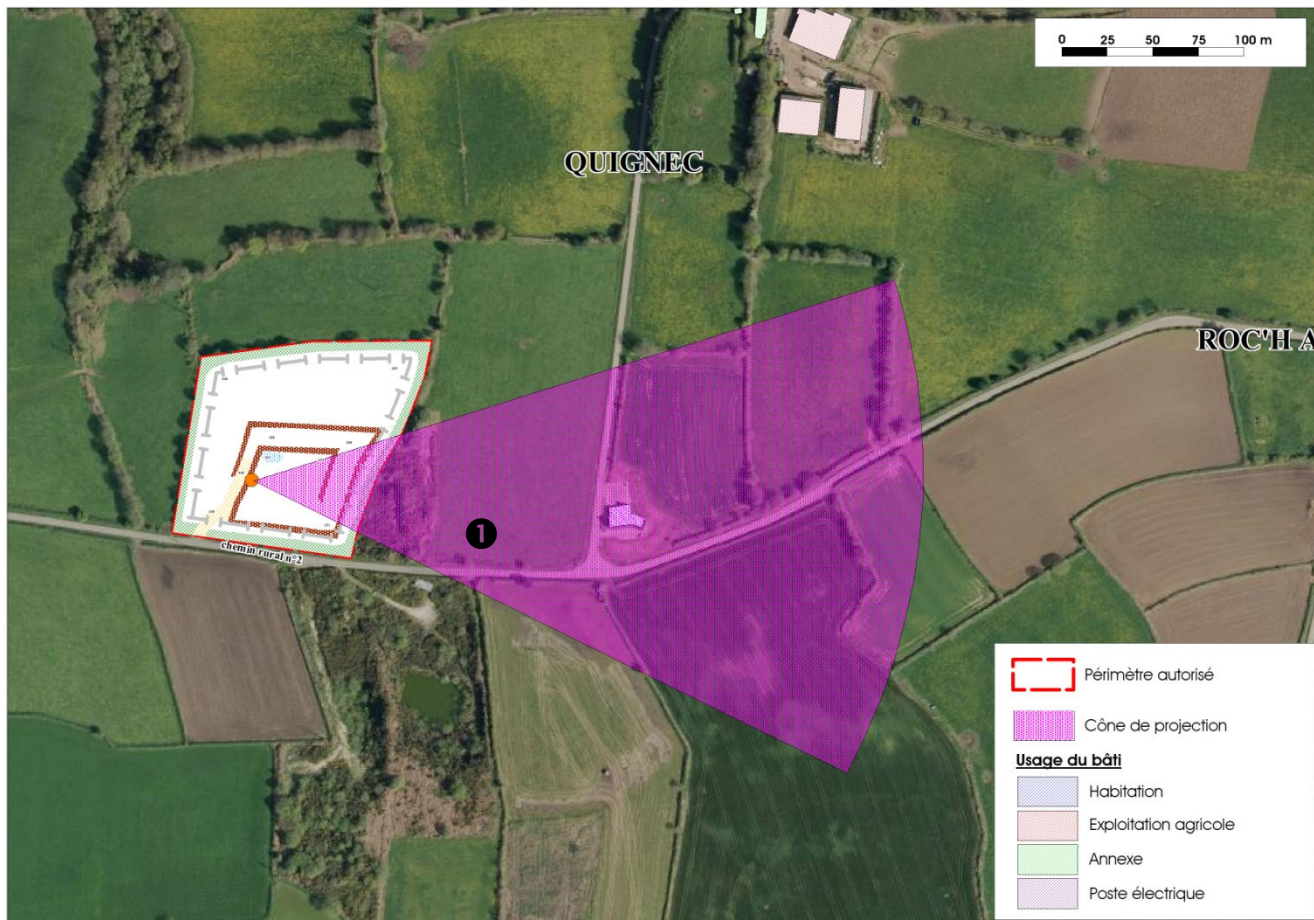 0 25 50 75 100 m
QUIGNEC
ROC'H A
1
chemin rural n°2
Périmètre autorisé
Cône de projection
Usage du bâti
Habitation
Exploitation agricole
Annexe
Poste électrique